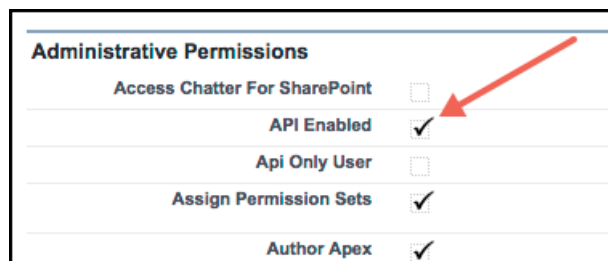 Administrative Permissions
Access Chatter For SharePoint
API Enabled
Api Only User
Assign Permission Sets
Author Apex